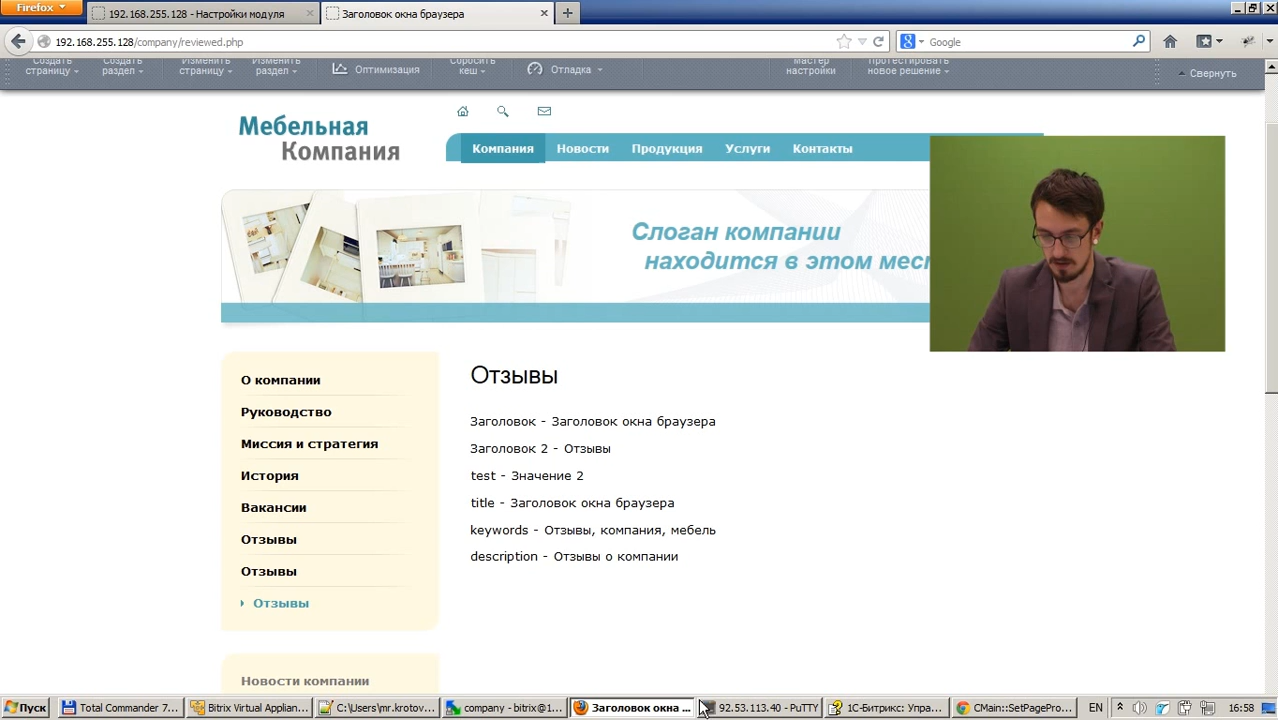 Firefox
192.168.255.128 - Настройки модуля
Заголовок окна браузера
192.168.255.128/company/reviewed.php
Google
Создать страницу
Создать раздел
Изменить страницу
Изменить раздел
Оптимизация
Сбросить кеш
Отладка
Мастер настройки
Протестировать новое решение
Свернуть
Мебельная
Компания
Компания
Новости
Продукция
Услуги
Контакты
Слоган компании
находится в этом мест
О компании
Руководство
Миссия и стратегия
История
Вакансии
Отзывы
Отзывы
Отзывы
Новости компании
Отзывы
Заголовок - Заголовок окна браузера
Заголовок 2 - Отзывы
test - Значение 2
title - Заголовок окна браузера
keywords - Отзывы, компания, мебель
description - Отзывы о компании
Пуск
Total Commander 7...
Bitrix Virtual Applian...
C:\Users\mr.krotov...
company - bitrix@1...
Заголовок окна ...
92.53.113.40 - PuTTY
1С-Битрикс: Упра...
CMain::SetPagePro...
EN
16:58